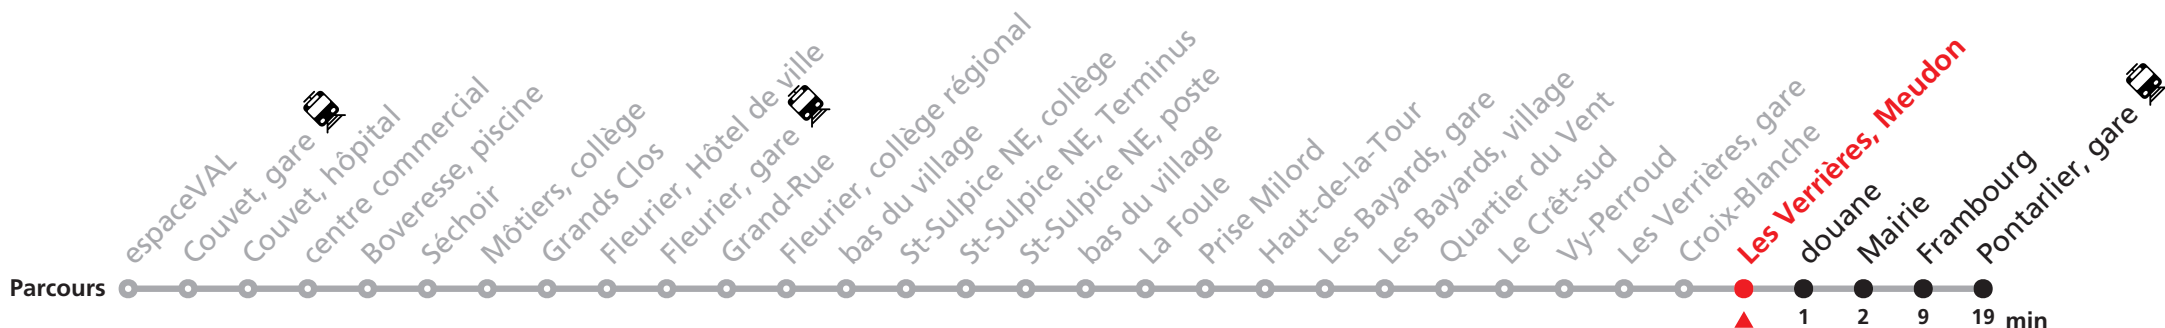 espaceVAL
Couvet, gare
Couvet, hôpital
centre commercial
Boveresse, piscine
Séchoir
Môtiers, collège
Grands Clos
Fleurier, Hôtel de ville
Fleurier, gare
Grand-Rue
Fleurier, collège régional
bas du village
St-Sulpice NE, collège
St-Sulpice NE, Terminus
St-Sulpice NE, poste
bas du village
La Foule
Prise Milord
Haut-de-la-Tour
Les Bayards, gare
Les Bayards, village
Quartier du Vent
Le Crêt-sud
Vy-Perroud
Les Verrières, gare
Croix-Blanche
Les Verrières, Meudon
douane
Mairie
Frambourg
Pontarlier, gare
Parcours
1 2 9 19 min